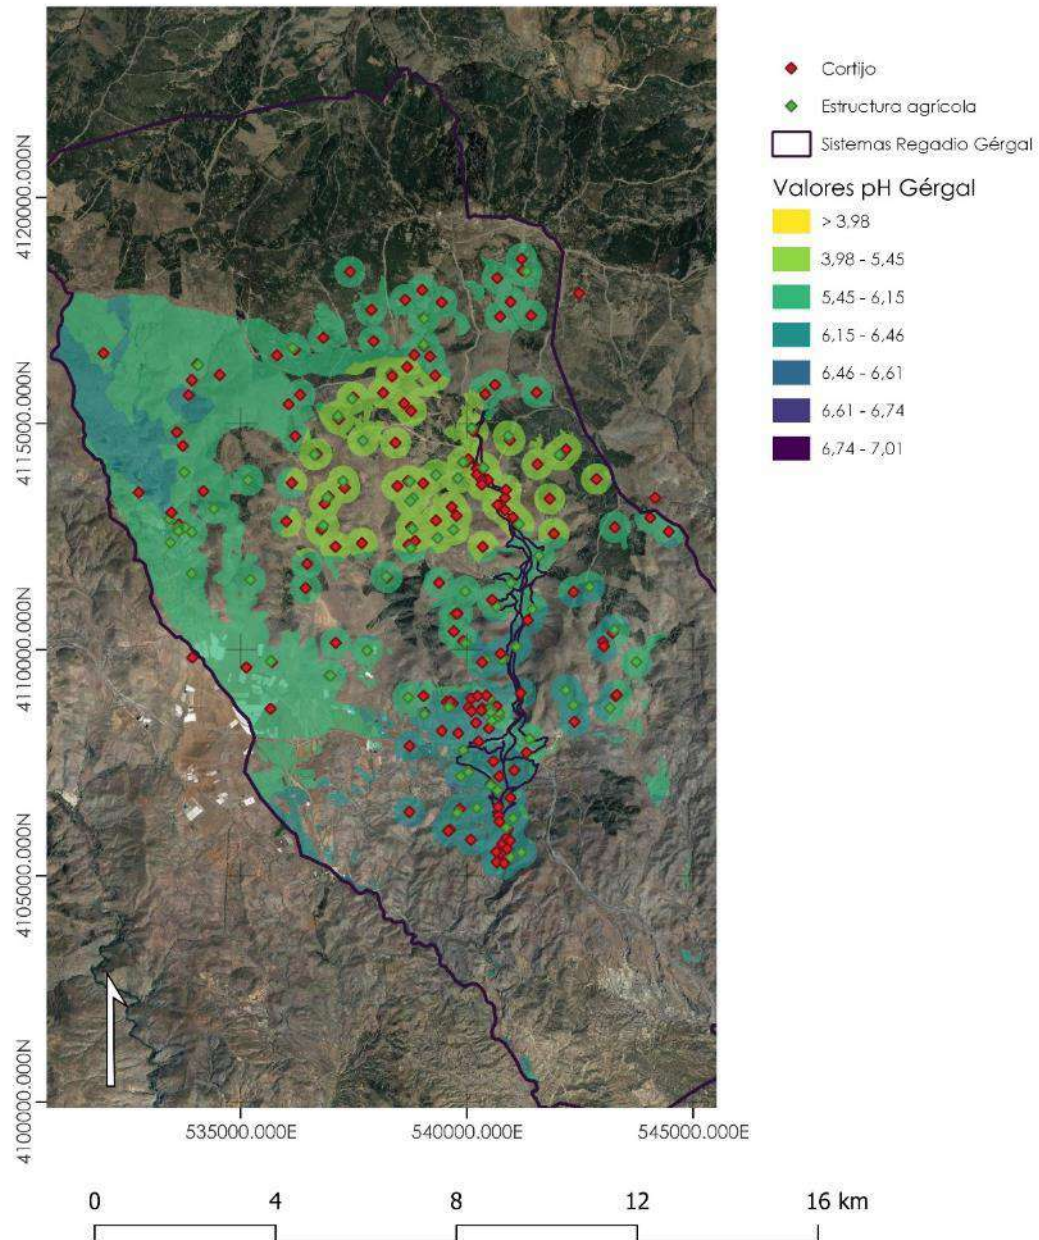 Cortijo
Estructura agrícola
Sistemas Regadio Gérgal
Valores pH Gérgal
> 3,98
3,98 - 5,45
5,45 - 6,15
6,15 - 6,46
6,46 - 6,61
6,61 - 6,74
6,74 - 7,01
4120000.000N
4115000.000N
4110000.000N
4105000.000N
4100000.000N
535000.000E 540000.000E 545000.000E
0 4 8 12 16 km